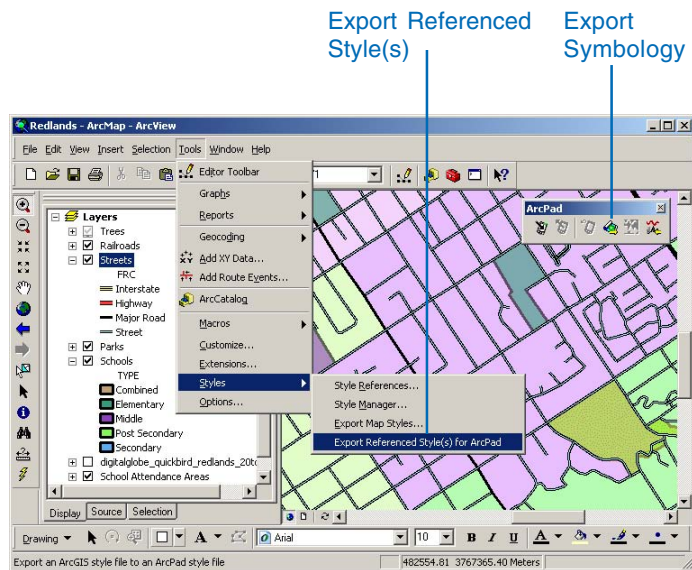 Export Referenced
Style(s)
Export
Symbology
Redlands - ArcMap - ArcView
File Edit View Insert Selection Tools Window Help
Editor Toolbar
Graphs
Reports
Geocoding
Add XY Data...
Add Route Events...
ArcCatalog
Macros
Customize...
Extensions...
Styles
Options...
Style References...
Style Manager...
Export Map Styles...
Export Referenced Style(s) for ArcPad
ArcPad
Layers
Trees
Railroads
Streets
FRC
Interstate
Highway
Major Road
Street
Parks
Schools
TYPE
Combined
Elementary
Middle
Post Secondary
Secondary
digitalglobe_quickbird_redlands_20
School Attendance Areas
Display Source Selection
Drawing A Arial 10 B I U A
Export an ArcGIS style file to an ArcPad style file
482554.81 3767365.40 Meters